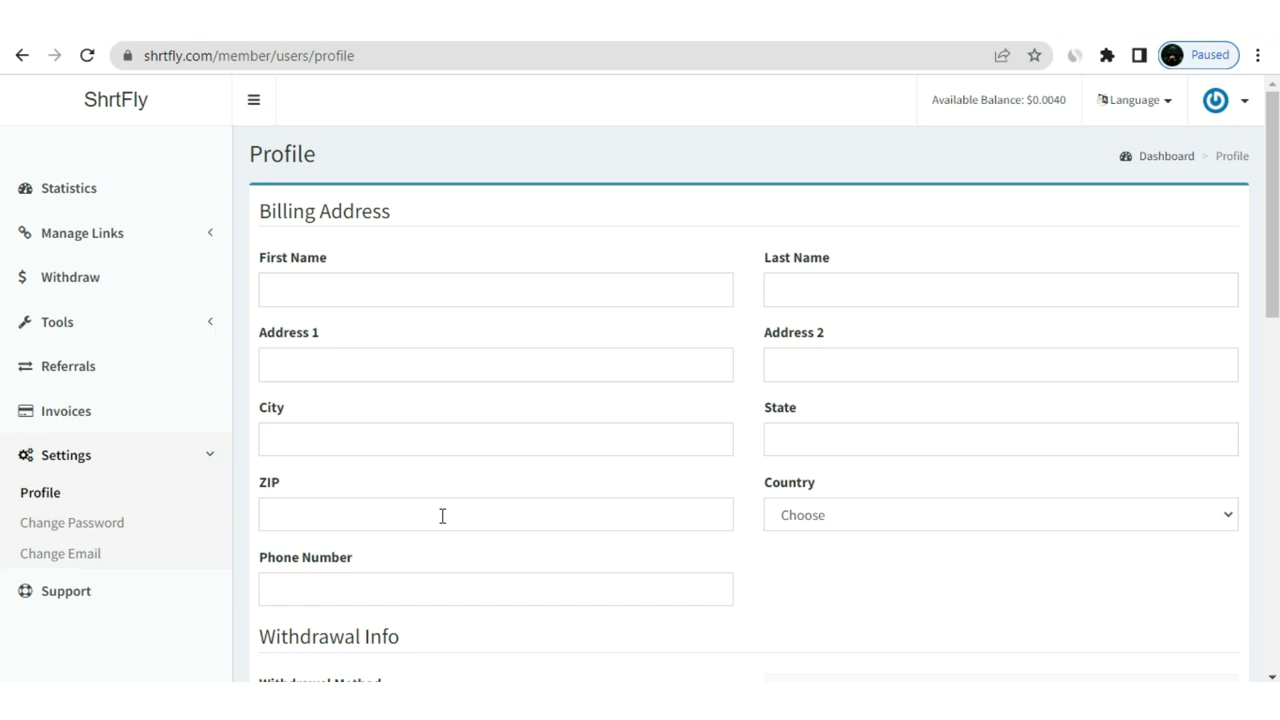 shrtfly.com/member/users/profile
Paused
ShrtFly
Available Balance: $0.0040
Language
Profile
Dashboard > Profile
Statistics
Manage Links
Withdraw
Tools
Referrals
Invoices
Settings
Profile
Change Password
Change Email
Support
Billing Address
First Name
Last Name
Address 1
Address 2
City
State
ZIP
Country
Choose
Phone Number
Withdrawal Info
Withdrawal Method